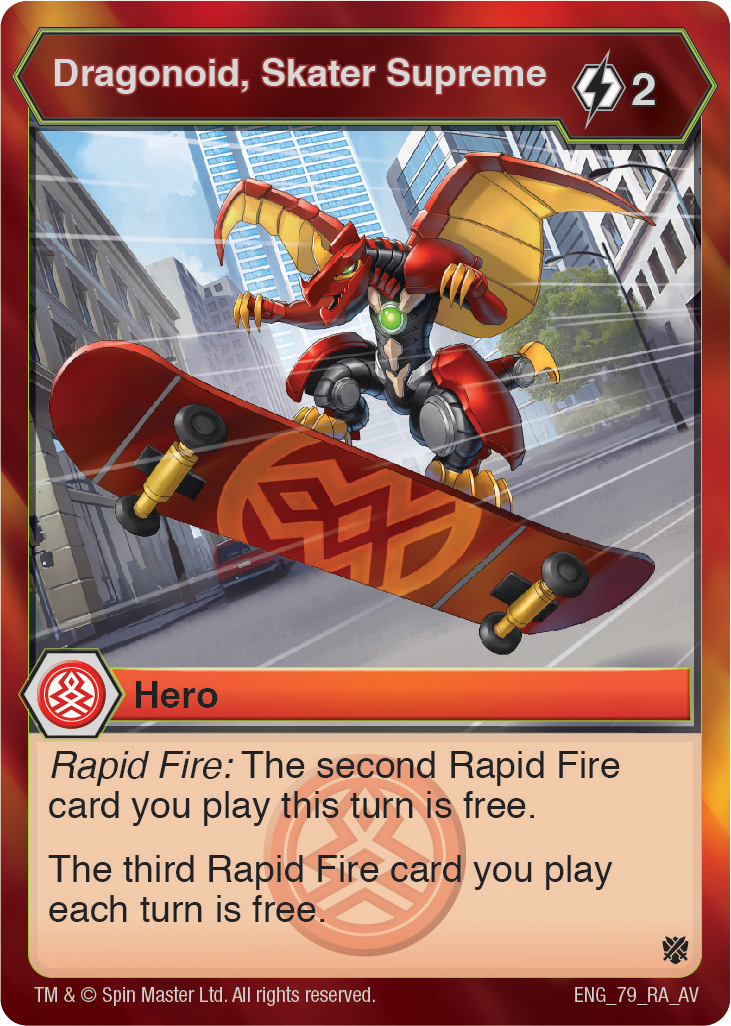 Dragonoid, Skater Supreme 2
Hero
Rapid Fire: The second Rapid Fire
card you play this turn is free.
The third Rapid Fire card you play
each turn is free.
TM & © Spin Master Ltd. All rights reserved. ENG_79_RA_AV